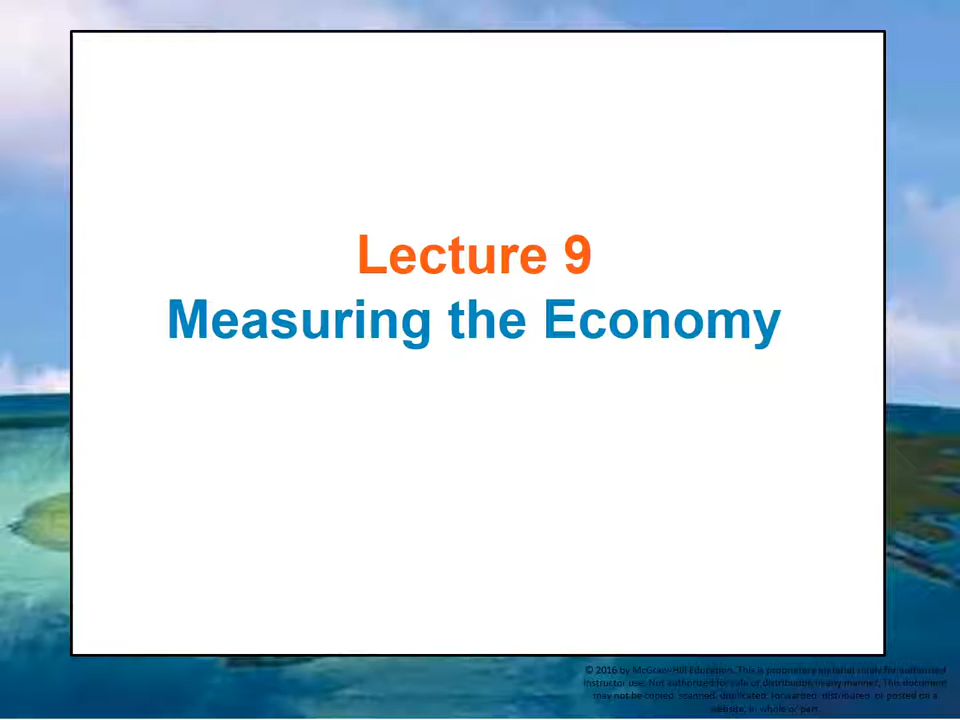 Lecture 9
Measuring the Economy
© 2016 by McGraw-Hill Education. This is proprietary material solely for authorized
instructor use. Not authorized for sale or distribution in any manner. This document
may not be copied, scanned, duplicated, forwarded, distributed, or posted on a
website, in whole or part.